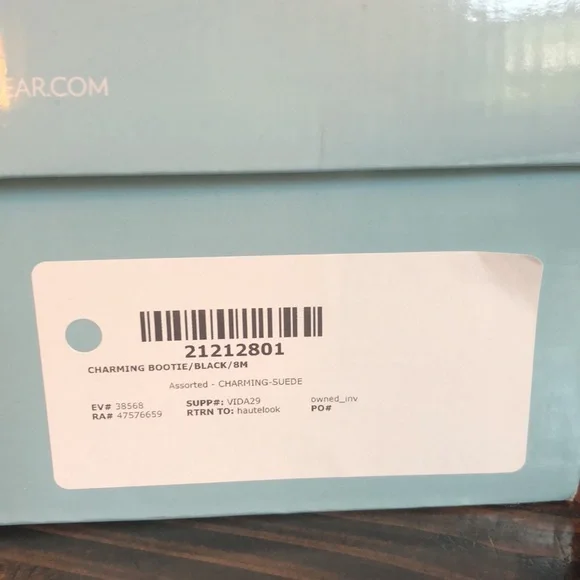 EAR.COM
21212801
CHARMING BOOTIE/BLACK/8M
Assorted - CHARMING-SUEDE
EV# 38568 SUPP#: VIDA29 owned_inv
RA# 47576659 RTRN TO: hautelook PO#